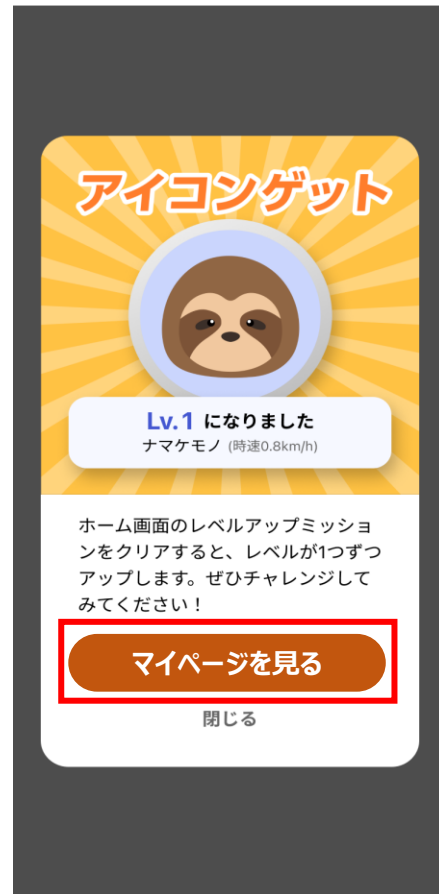 アイコンゲット
Lv.1 になりました
ナマケモノ (時速0.8km/h)
ホーム画面のレベルアップミッショ
ンをクリアすると、レベルが1つずつ
アップします。ぜひチャレンジして
みてください！
マイページを見る
閉じる